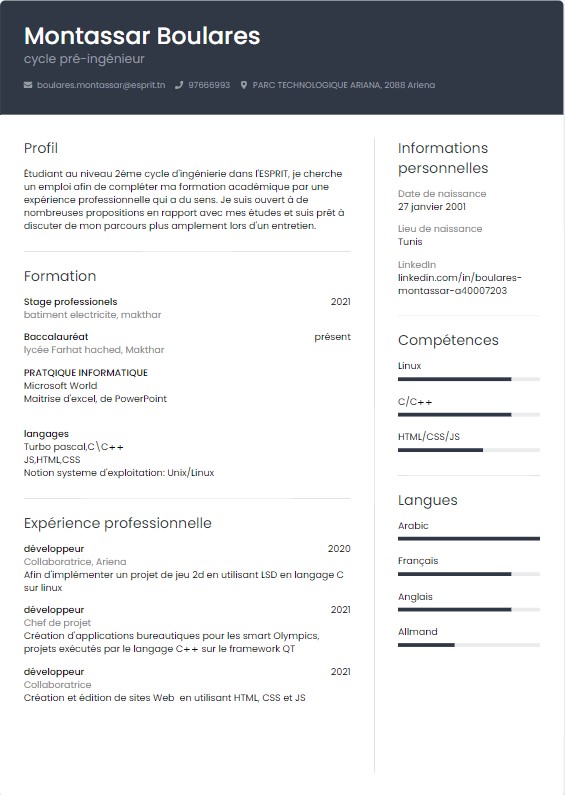 Montassar Boulares
cycle pré-ingénieur
boulares.montassar@esprit.tn 97666993 PARC TECHNOLOGIQUE ARIANA, 2088 Ariena
Profil
Étudiant au niveau 2éme cycle d'ingénierie dans l'ESPRIT, je cherche
un emploi afin de compléter ma formation académique par une
expérience professionnelle qui a du sens. Je suis ouvert à de
nombreuses propositions en rapport avec mes études et suis prêt à
discuter de mon parcours plus amplement lors d'un entretien.
Formation
Stage professionels 2021
batiment electricite, makthar
Baccalauréat présent
lycée Farhat hached, Makthar
PRATQIQUE INFORMATIQUE
Microsoft World
Maitrise d'excel, de PowerPoint
langages
Turbo pascal,C\C++
JS,HTML,CSS
Notion systeme d'exploitation: Unix/Linux
Expérience professionnelle
développeur 2020
Collaboratrice, Ariena
Afin d'implémenter un projet de jeu 2d en utilisant LSD en langage C
sur linux
développeur 2021
Chef de projet
Création d'applications bureautiques pour les smart Olympics,
projets exécutés par le langage C++ sur le framework QT
développeur 2021
Collaboratrice
Création et édition de sites Web en utilisant HTML, CSS et JS
Informations
personnelles
Date de naissance
27 janvier 2001
Lieu de naissance
Tunis
LinkedIn
linkedin.com/in/boulares-
montassar-a40007203
Compétences
Linux
C/C++
HTML/CSS/JS
Langues
Arabic
Français
Anglais
Allmand